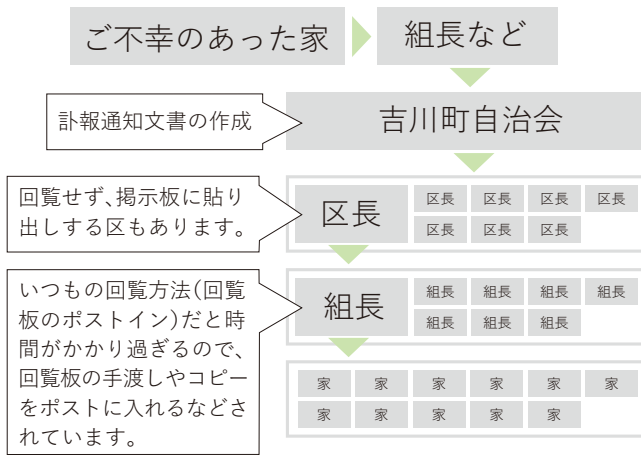 ご不幸のあった家
組長など
訃報通知文書の作成
吉川町自治会
回覧せず、掲示板に貼り
出しする区もあります。
区長
区長 区長 区長 区長
区長 区長 区長
いつもの回覧方法(回覧
板のポストイン)だと時
間がかかり過ぎるので、
回覧板の手渡しやコピー
をポストに入れるなどさ
れています。
組長
組長 組長 組長 組長
組長 組長 組長
家 家 家 家 家 家
家 家 家 家 家